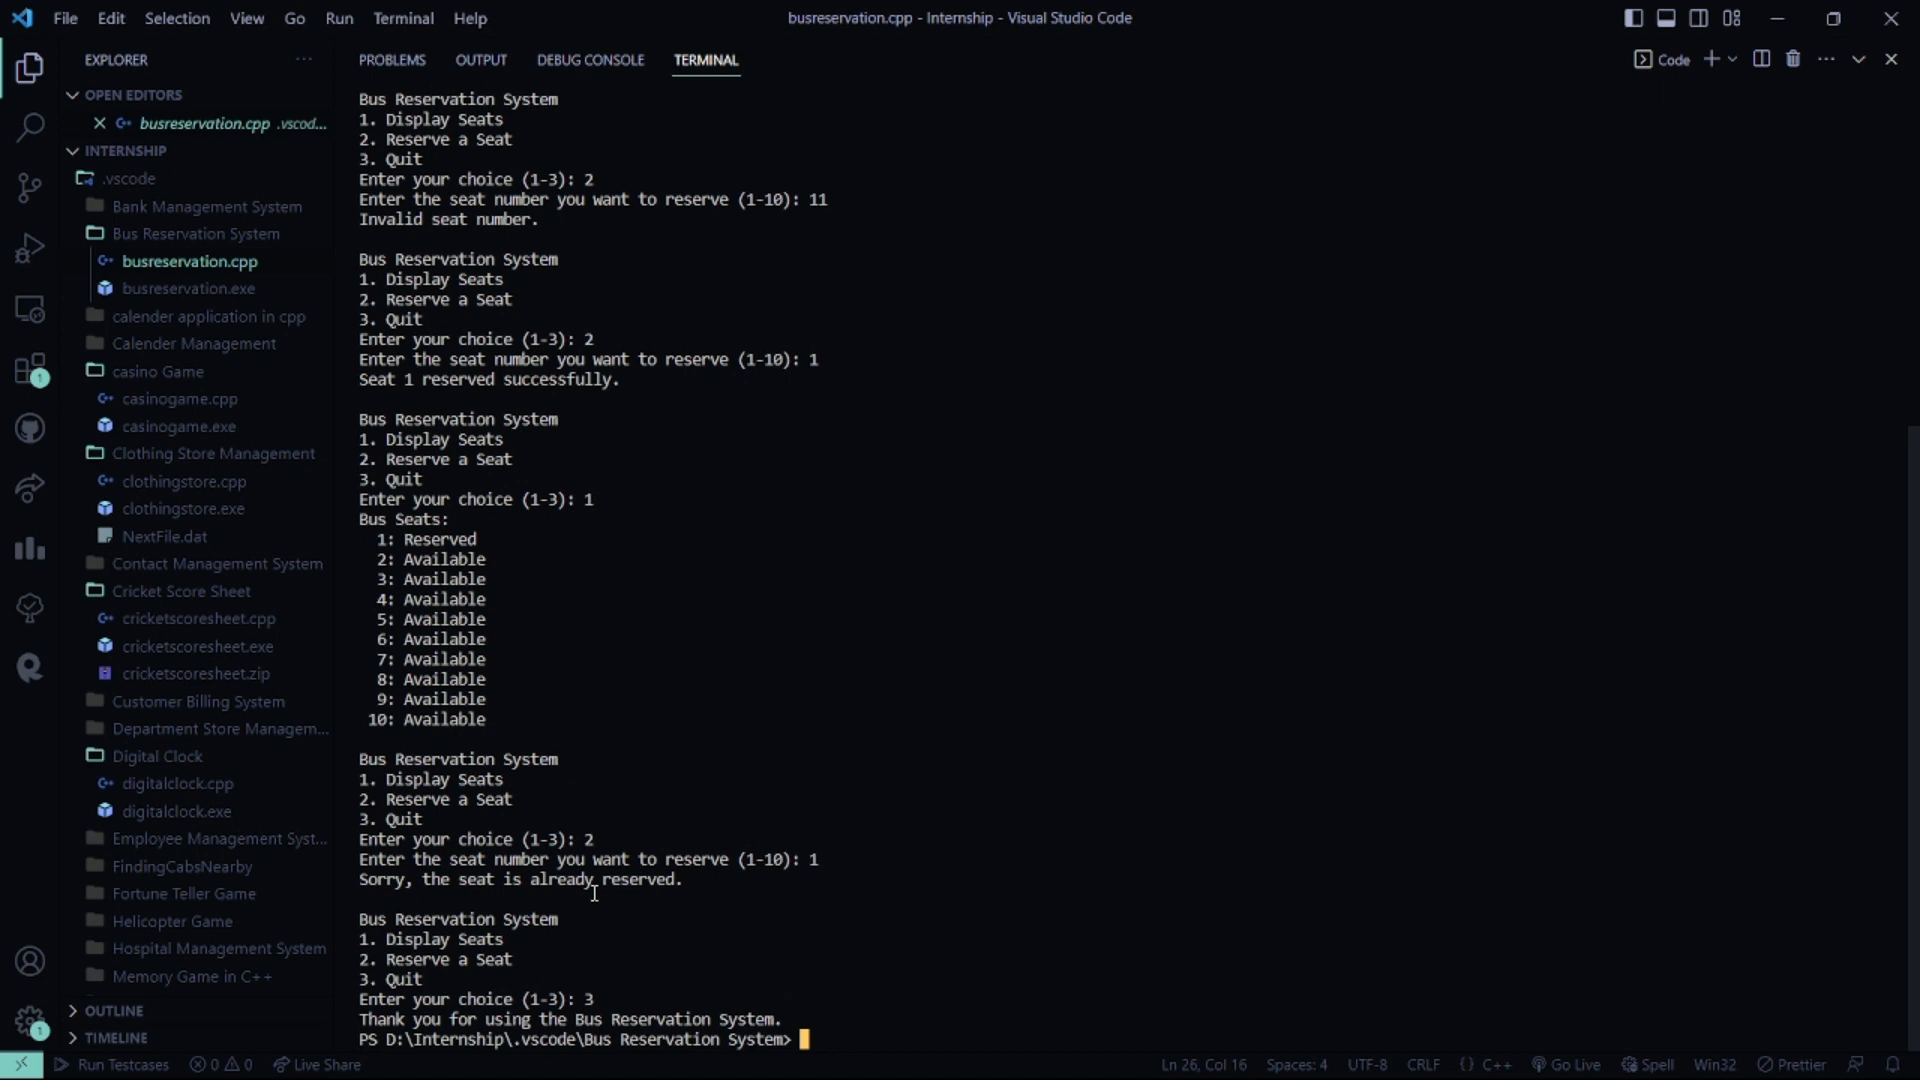 File Edit Selection View Go Run Terminal Help
busreservation.cpp - Internship - Visual Studio Code
EXPLORER
OPEN EDITORS
busreservation.cpp .vscod...
INTERNSHIP
.vscode
Bank Management System
Bus Reservation System
busreservation.cpp
busreservation.exe
calender application in cpp
Calender Management
casino Game
casinogame.cpp
casinogame.exe
Clothing Store Management
clothingstore.cpp
clothingstore.exe
NextFile.dat
Contact Management System
Cricket Score Sheet
cricketscoresheet.cpp
cricketscoresheet.exe
cricketscoresheet.zip
Customer Billing System
Department Store Managem...
Digital Clock
digitalclock.cpp
digitalclock.exe
Employee Management Syst...
FindingCabsNearby
Fortune Teller Game
Helicopter Game
Hospital Management System
Memory Game in C++
OUTLINE
TIMELINE
1
1
PROBLEMS OUTPUT DEBUG CONSOLE TERMINAL
Code
Bus Reservation System
1. Display Seats
2. Reserve a Seat
3. Quit
Enter your choice (1-3): 2
Enter the seat number you want to reserve (1-10): 11
Invalid seat number.
Bus Reservation System
1. Display Seats
2. Reserve a Seat
3. Quit
Enter your choice (1-3): 2
Enter the seat number you want to reserve (1-10): 1
Seat 1 reserved successfully.
Bus Reservation System
1. Display Seats
2. Reserve a Seat
3. Quit
Enter your choice (1-3): 1
Bus Seats:
1: Reserved
2: Available
3: Available
4: Available
5: Available
6: Available
7: Available
8: Available
9: Available
10: Available
Bus Reservation System
1. Display Seats
2. Reserve a Seat
3. Quit
Enter your choice (1-3): 2
Enter the seat number you want to reserve (1-10): 1
Sorry, the seat is already reserved.
Bus Reservation System
1. Display Seats
2. Reserve a Seat
3. Quit
Enter your choice (1-3): 3
Thank you for using the Bus Reservation System.
PS D:\Internship\.vscode\Bus Reservation System>
Run Testcases 0 0 Live Share
Ln 26, Col 16 Spaces: 4 UTF-8 CRLF {} C++ Go Live Spell Win32 Prettier